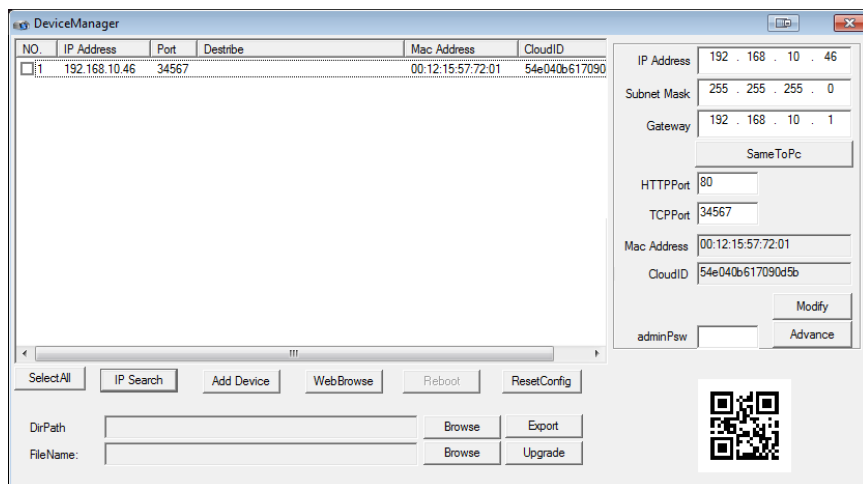 DeviceManager
NO. IP Address Port Destribe Mac Address CloudID
1 192.168.10.46 34567 00:12:15:57:72:01 54e040b617090
IP Address 192 . 168 . 10 . 46
Subnet Mask 255 . 255 . 255 . 0
Gateway 192 . 168 . 10 . 1
SameToPc
HTTPPort 80
TCPPort 34567
Mac Address 00:12:15:57:72:01
CloudID 54e040b617090d5b
Modify
adminPsw Advance
SelectAll IP Search Add Device WebBrowse Reboot ResetConfig
DirPath Browse Export
FileName: Browse Upgrade